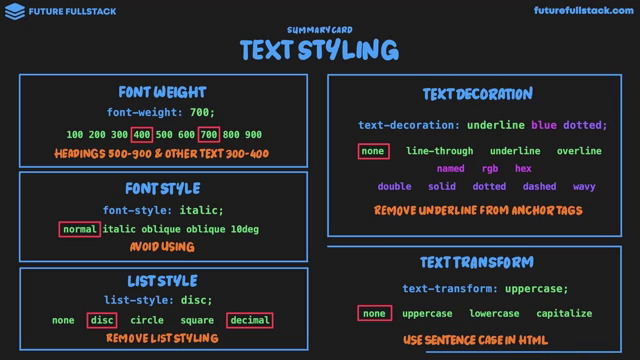 FUTURE FULLSTACK
futurefullstack.com
SUMMARY CARD
TEXT STYLING
FONT WEIGHT
font-weight: 700;
100 200 300 400 500 600 700 800 900
HEADINGS 500-900 & OTHER TEXT 300-400
FONT STYLE
font-style: italic;
normal italic oblique oblique 10deg
AVOID USING
LIST STYLE
list-style: disc;
none disc circle square decimal
REMOVE LIST STYLING
TEXT DECORATION
text-decoration: underline blue dotted;
none line-through underline overline
named rgb hex
double solid dotted dashed wavy
REMOVE UNDERLINE FROM ANCHOR TAGS
TEXT TRANSFORM
text-transform: uppercase;
none uppercase lowercase capitalize
USE SENTENCE CASE IN HTML